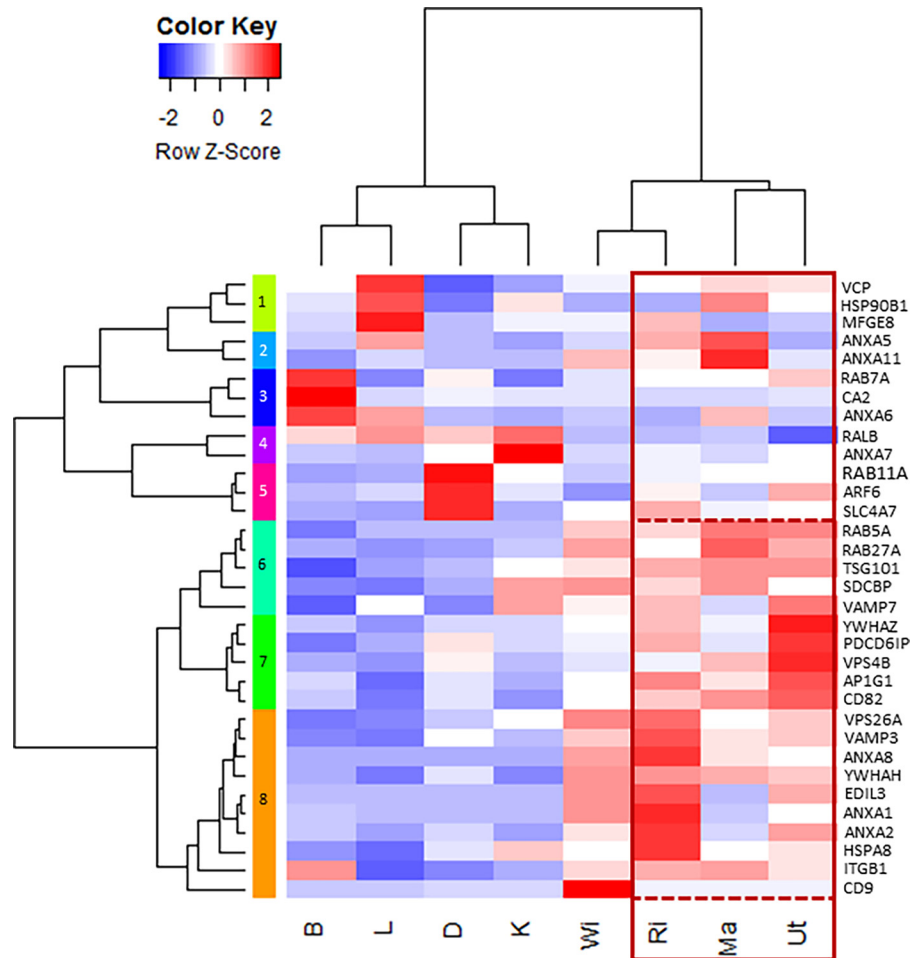 Color Key
-2 0 2
Row Z-Score
1
2
3
4
5
6
7
8
VCP
HSP90B1
MFGE8
ANXA5
ANXA11
RAB7A
CA2
ANXA6
RALB
ANXA7
RAB11A
ARF6
SLC4A7
RAB5A
RAB27A
TSG101
SDCBP
VAMP7
YWHAZ
PDCD6IP
VPS4B
AP1G1
CD82
VPS26A
VAMP3
ANXA8
YWHAH
EDIL3
ANXA1
ANXA2
HSPA8
ITGB1
CD9
B L D K Wi Ri Ma Ut